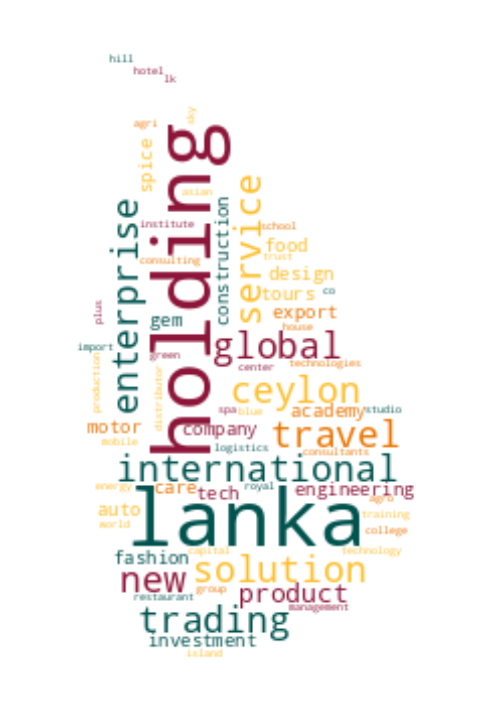 hill
hotel
lk
sky
agri
holding
spice
asian
service
enterprise
construction
institute
school
food
trust
consulting
design
tours
co
plus
gem
export
house
import
global
green
center
technologies
production
distributor
ceylon
spa
blue
academy
studio
motor
company
travel
mobile
logistics
consultants
international
energy
care
tech
royal
engineering
agro
lanka
auto
training
world
college
fashion
capital
technology
solution
new
group
product
restaurant
management
trading
investment
island